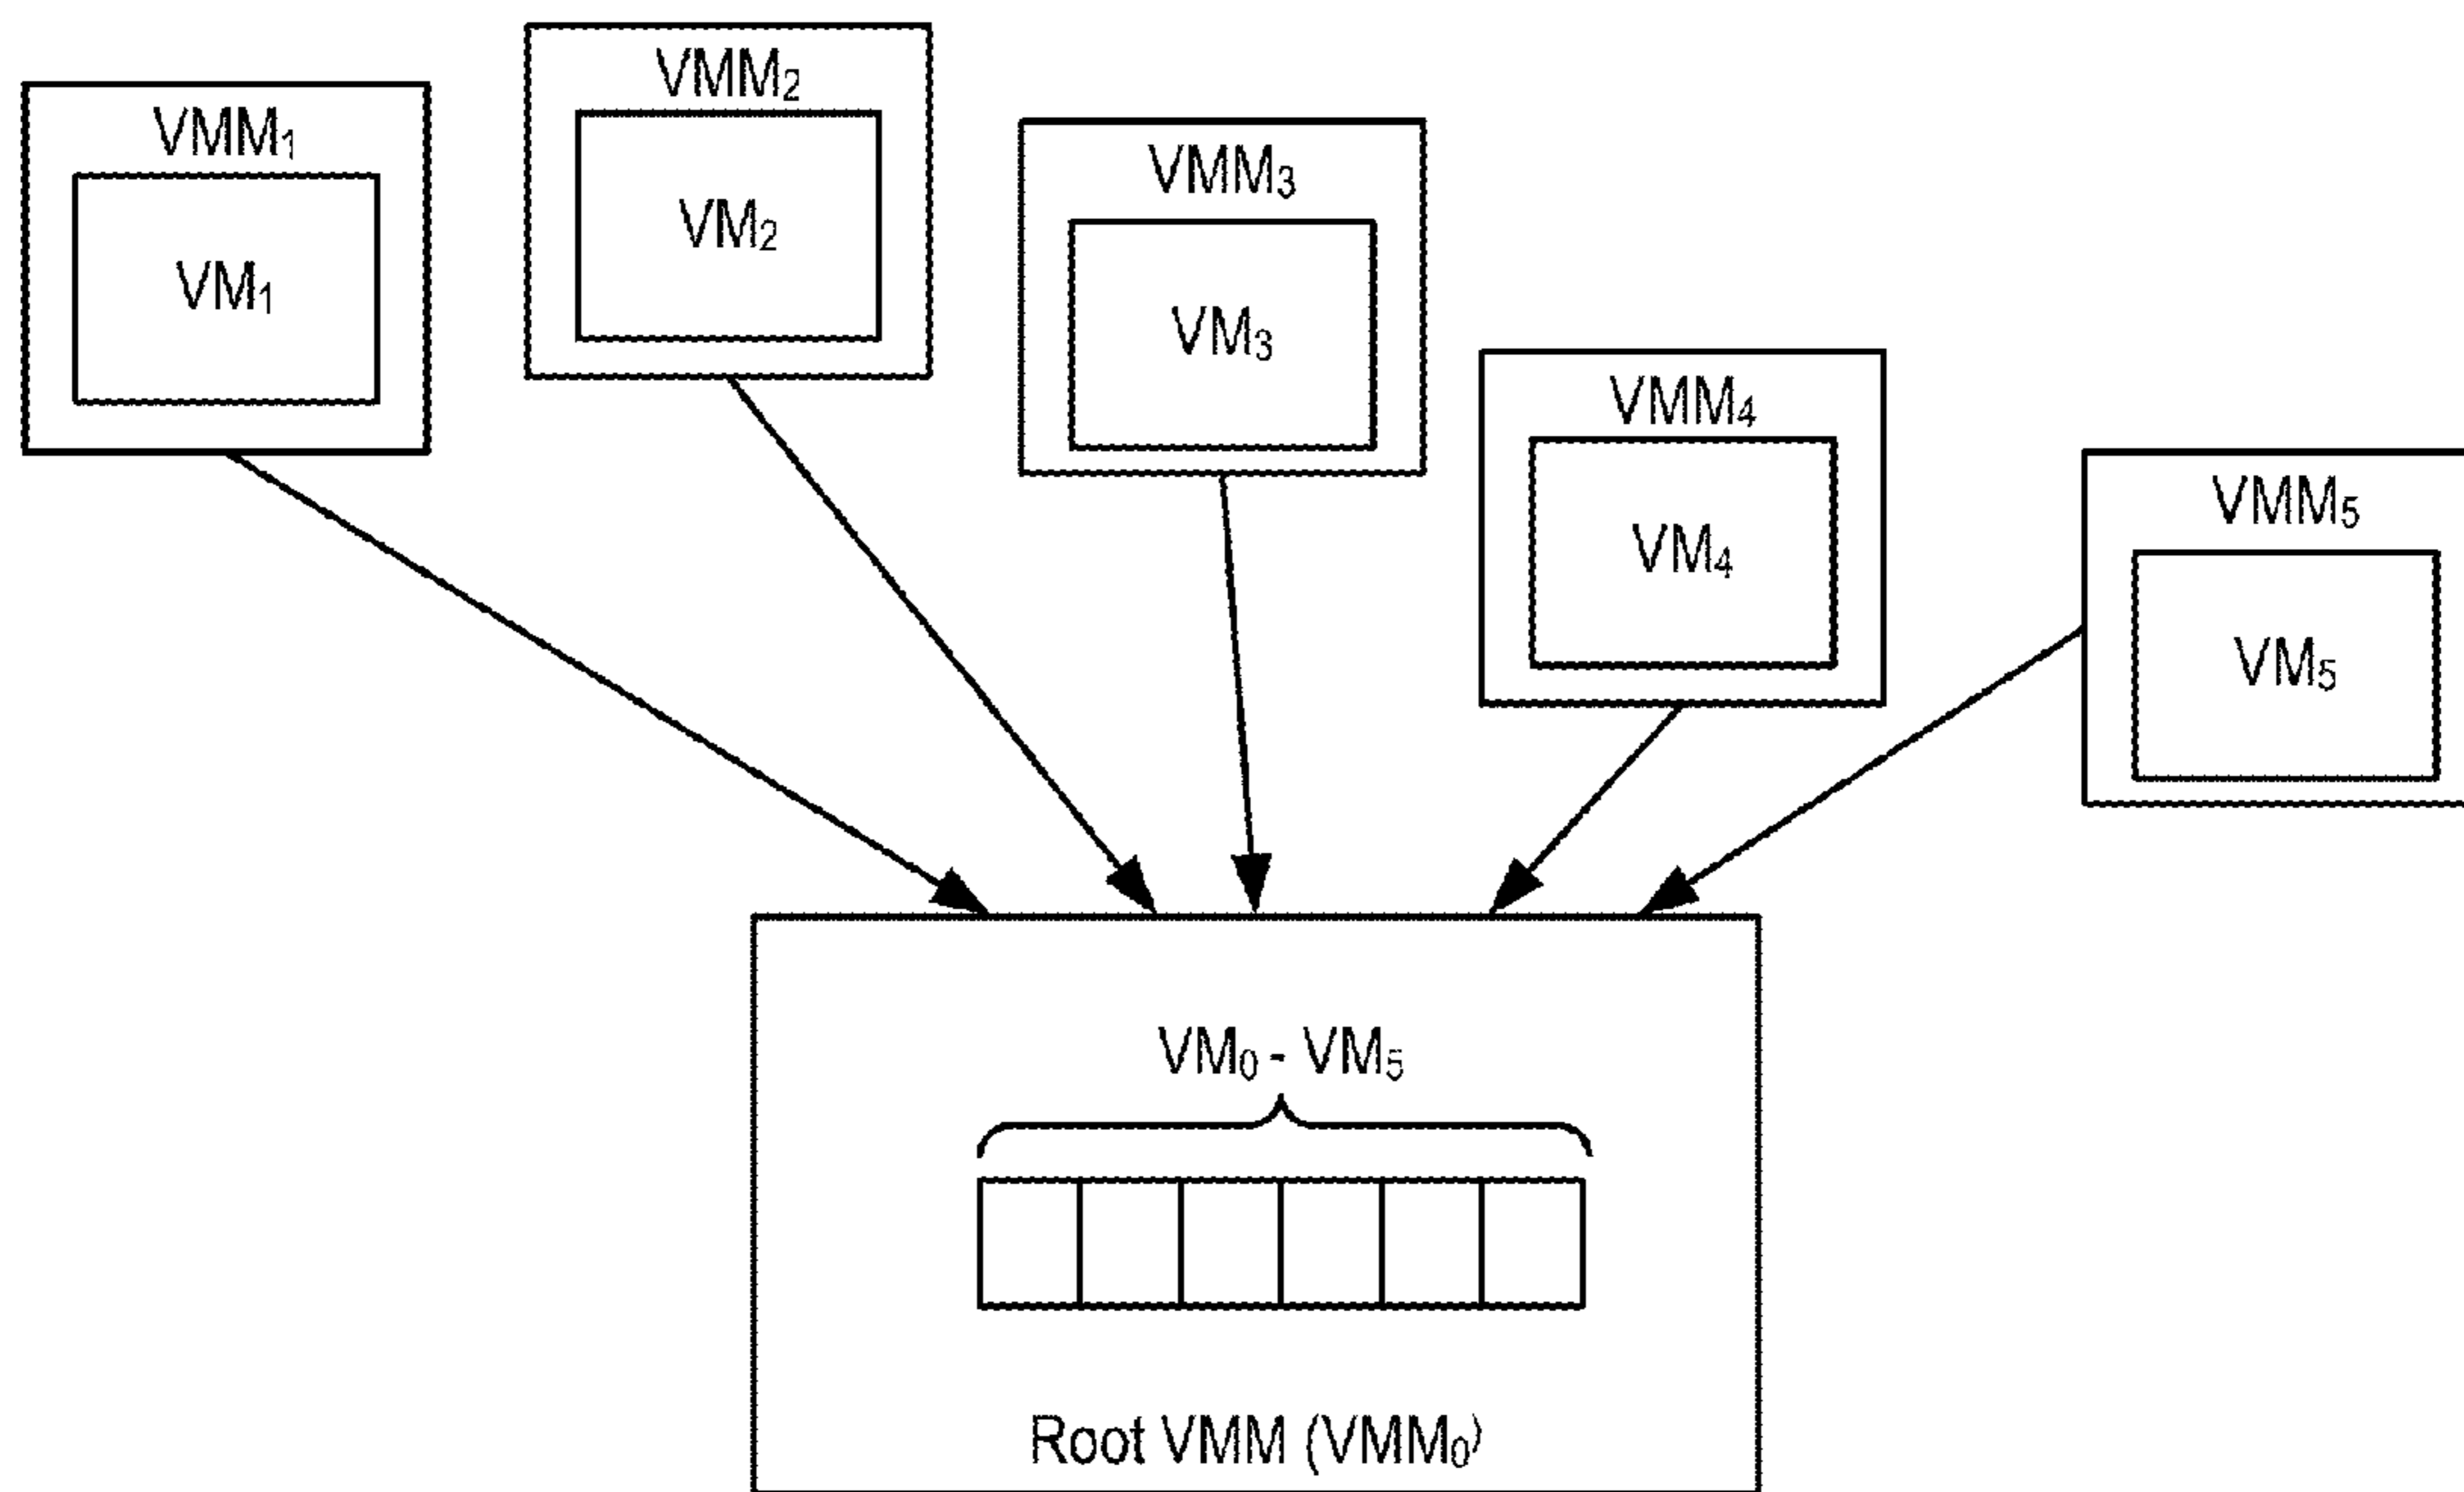 VMM₁
VM₁
VMM₂
VM₂
VMM₃
VM₃
VMM₄
VM₄
VMM₅
VM₅
VM₀ - VM₅
Root VMM (VMM₀)